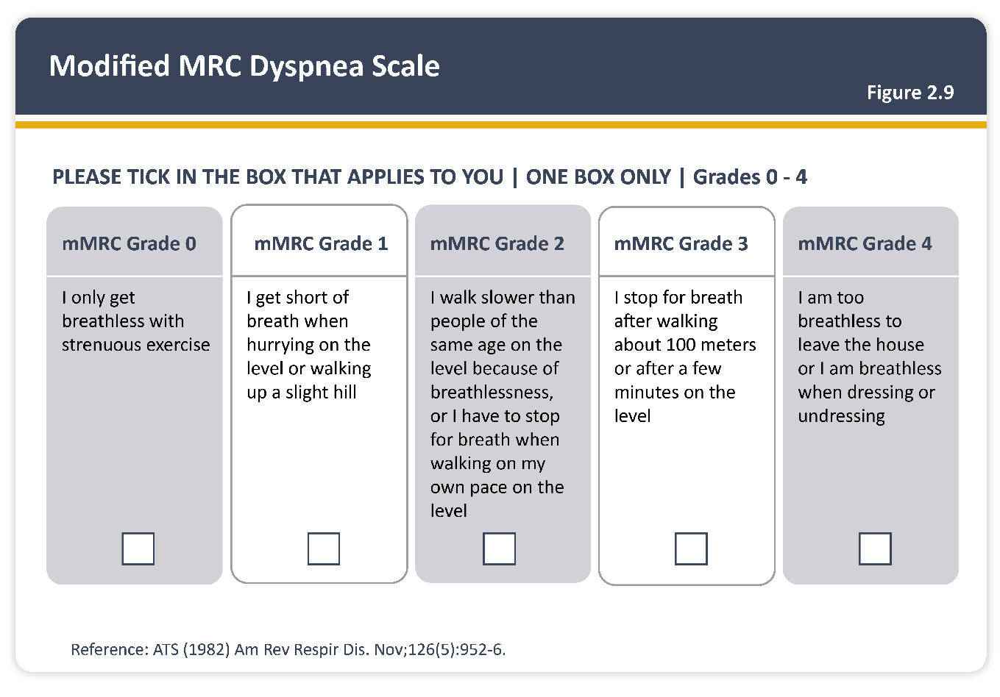 Modified MRC Dyspnea Scale
Figure 2.9
PLEASE TICK IN THE BOX THAT APPLIES TO YOU | ONE BOX ONLY | Grades 0 - 4
mMRC Grade 0
I only get
breathless with
strenuous exercise
mMRC Grade 1
I get short of
breath when
hurrying on the
level or walking
up a slight hill
mMRC Grade 2
I walk slower than
people of the
same age on the
level because of
breathlessness,
or I have to stop
for breath when
walking on my
own pace on the
level
mMRC Grade 3
I stop for breath
after walking
about 100 meters
or after a few
minutes on the
level
mMRC Grade 4
I am too
breathless to
leave the house
or I am breathless
when dressing or
undressing
Reference: ATS (1982) Am Rev Respir Dis. Nov;126(5):952-6.